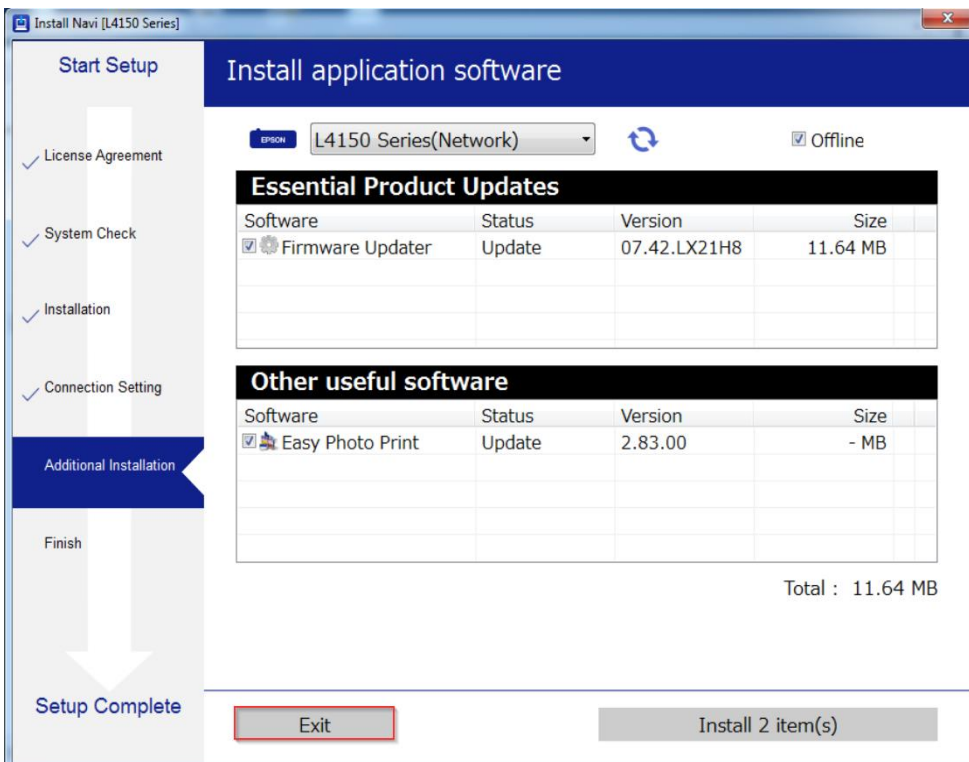 Install Navi [L4150 Series]
Start Setup
License Agreement
System Check
Installation
Connection Setting
Additional Installation
Finish
Setup Complete
Install application software
EPSON L4150 Series(Network) Offline
Essential Product Updates
Software Status Version Size
Firmware Updater Update 07.42.LX21H8 11.64 MB
Other useful software
Software Status Version Size
Easy Photo Print Update 2.83.00 - MB
Total : 11.64 MB
Exit Install 2 item(s)